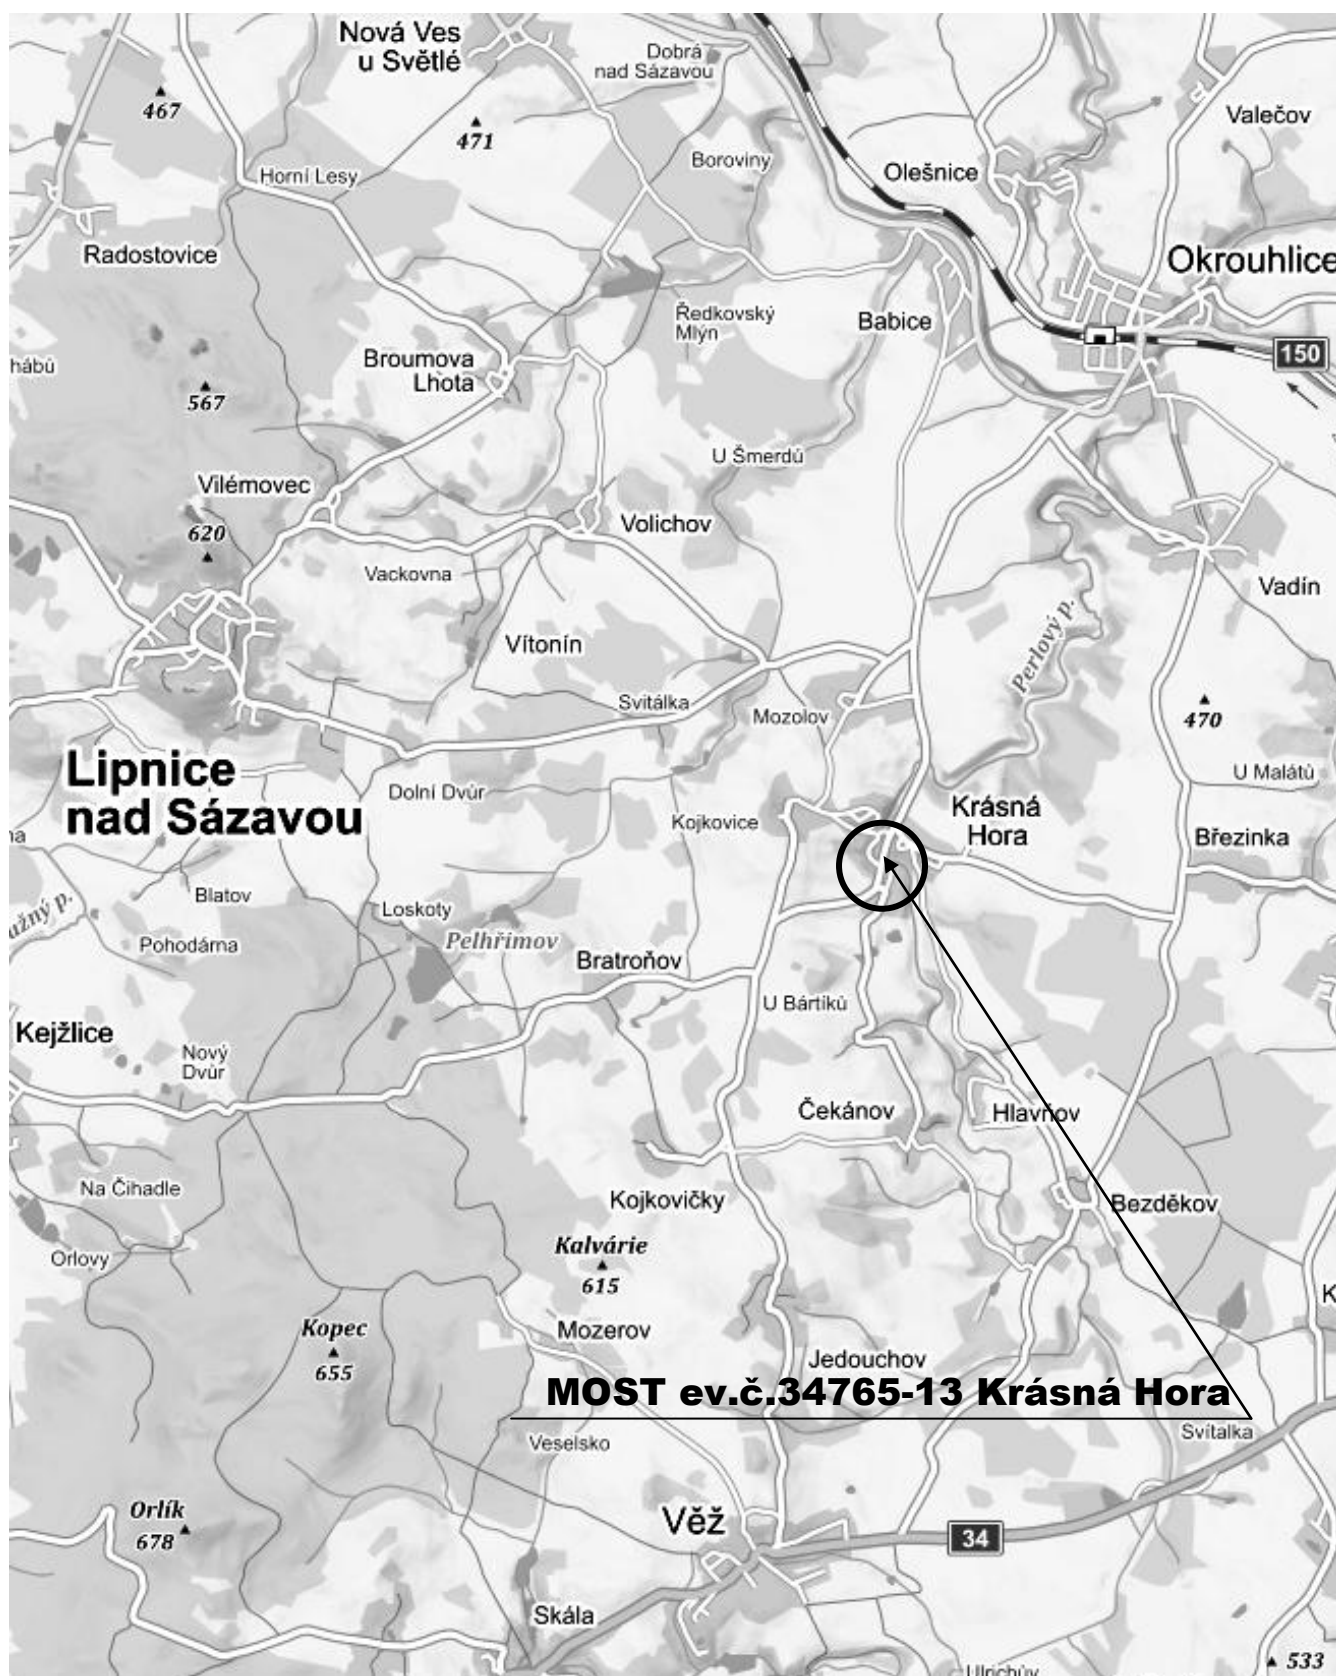 Nová Ves
u Světlé
Dobrá
nad Sázavou
467
471
Valečov
Boroviny
Olešnice
Horní Lesy
Radostovice
Okrouhlice
Ředkovský
Mlýn
Babice
Broumova
Lhota
hábů
150
567
U Šmerdů
Vilémovec
620
Volichov
Vackovna
Vadín
Vítonín
Perlový p.
Svitálka
Mozolov
470
Lipnice
nad Sázavou
U Malátů
Dolní Dvůr
Kojkovice
Krásná
Hora
na
Březinka
Blatov
užný p.
Loskoty
Pohodárna
Pelhřimov
Bratroňov
U Bártíků
Kejžlice
Nový
Dvůr
Čekánov
Hlavňov
Na Čihadle
Kojkovičky
Bezděkov
Orlovy
Kalvárie
615
K
Kopec
655
Mozerov
Jedouchov
MOST ev.č.34765-13 Krásná Hora
Svitalka
Veselsko
Orlík
678
Věž
34
Skála
533
Ulrichův